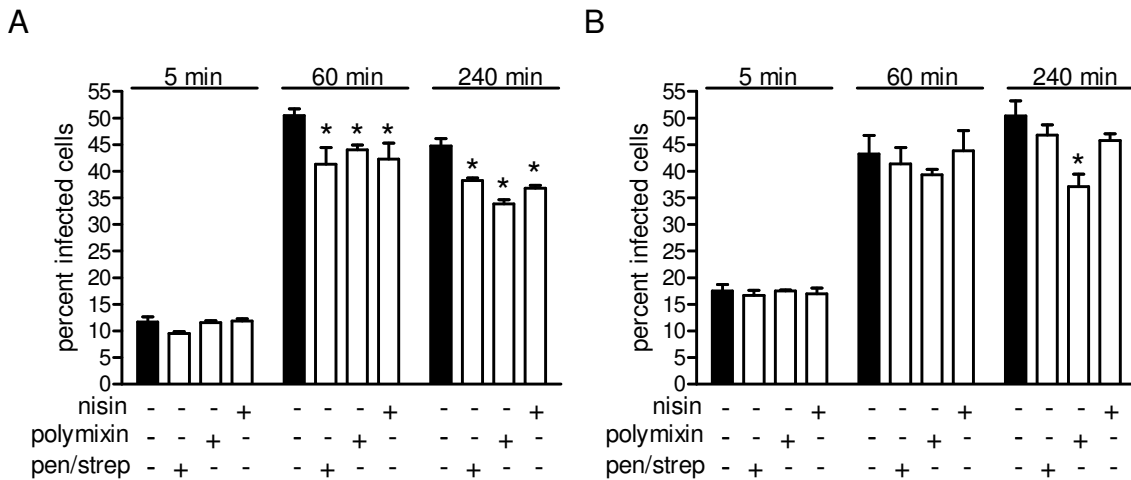 A
B
5 min 60 min 240 min
5 min 60 min 240 min
percent infected cells
55
50
45
40
35
30
25
20
15
10
5
0
* * *
* * *
nisin - - - + - - - + - - - +
polymixin - - + - - - + - - - + -
pen/strep - + - - - + - - - + - -
percent infected cells
55
50
45
40
35
30
25
20
15
10
5
0
*
nisin - - - + - - - + - - - +
polymixin - - + - - - + - - - + -
pen/strep - + - - - + - - - + - -